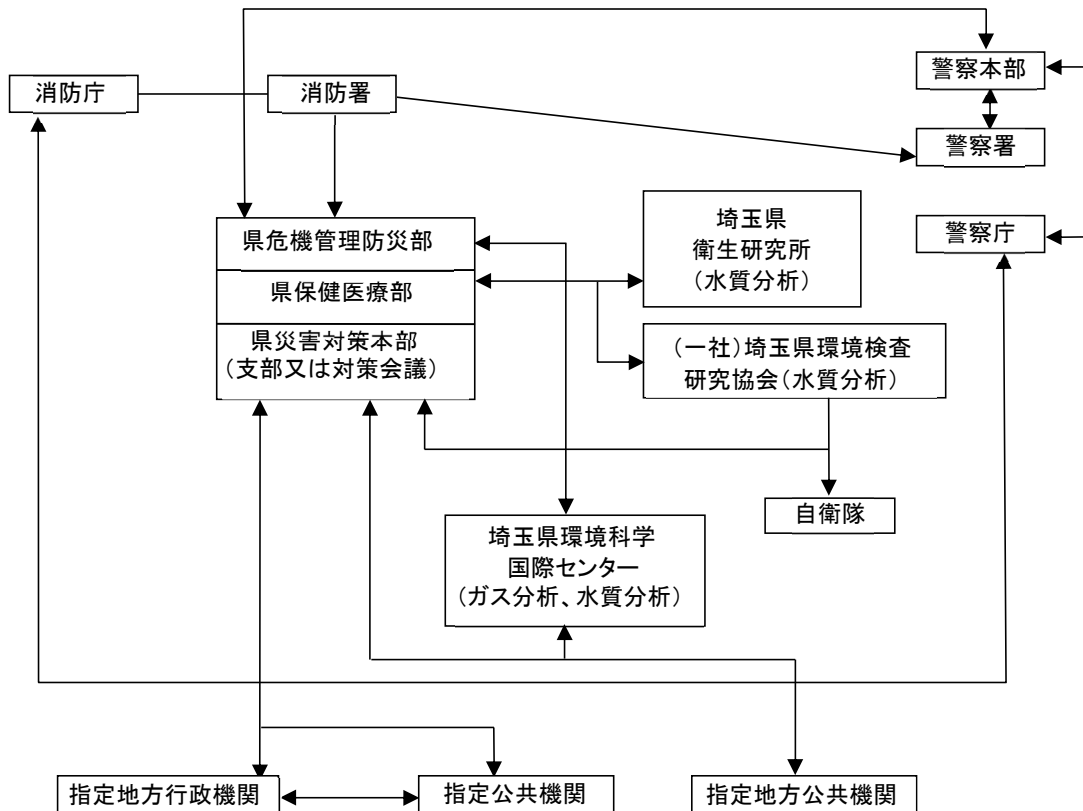 警察本部
消防庁
消防署
警察署
埼玉県
衛生研究所
(水質分析)
県危機管理防災部
警察庁
県保健医療部
県災害対策本部
(支部又は対策会議)
(一社)埼玉県環境検査
研究協会(水質分析)
自衛隊
埼玉県環境科学
国際センター
(ガス分析、水質分析)
指定地方行政機関
指定公共機関
指定地方公共機関